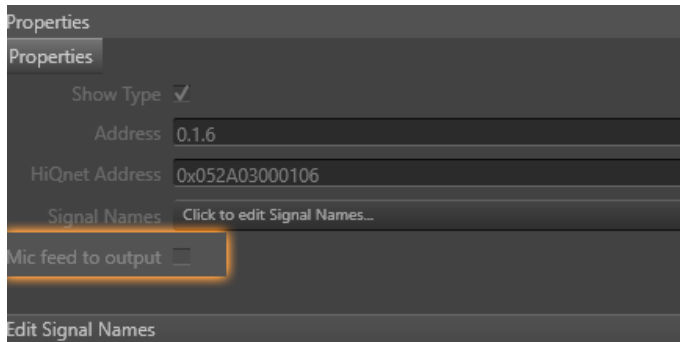 Properties
Properties
Show Type
Address 0.1.6
HiQnet Address 0x052A03000106
Signal Names Click to edit Signal Names...
Mic feed to output
Edit Signal Names